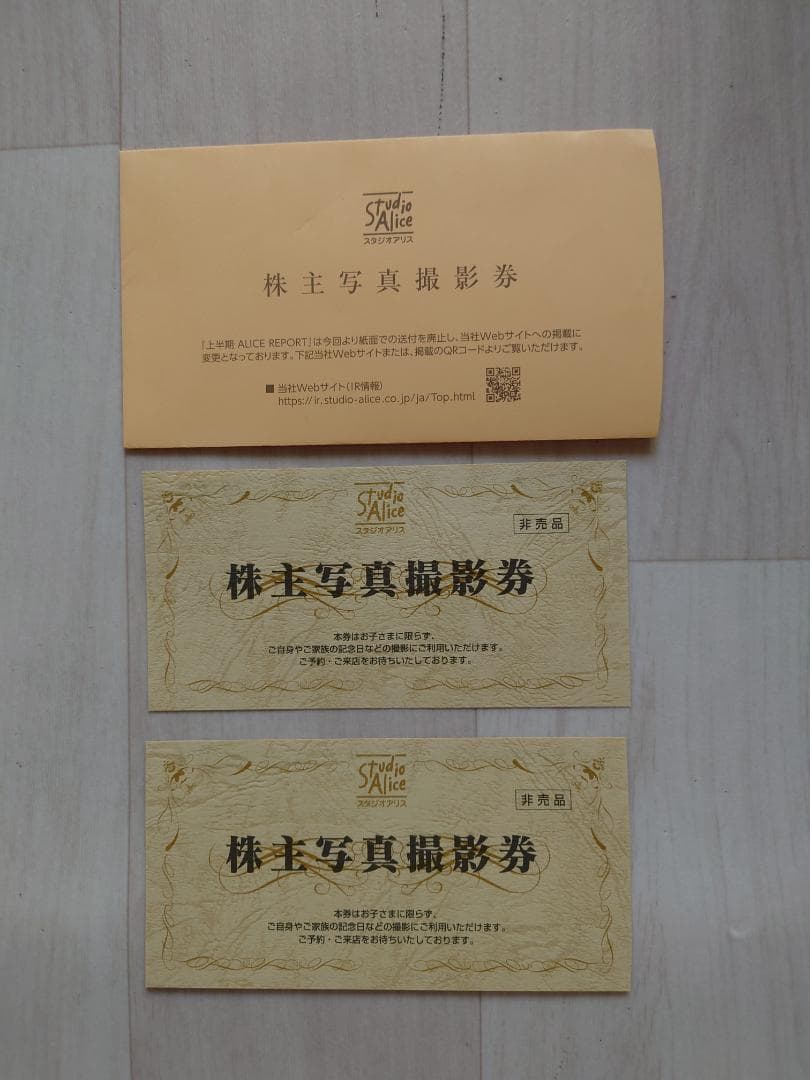 Studio
Alice
スタジオアリス
株主写真撮影券
『上半期 ALICE REPORT』は今回より紙面での送付を廃止し、当社Webサイトへの掲載に
変更となっております。下記当社Webサイトまたは、掲載のQRコードよりご覧いただけます。
■ 当社Webサイト（IR情報）
https://ir.studio-alice.co.jp/ja/Top.html
Studio
Alice
スタジオアリス
非売品
株主写真撮影券
本券はお子さまに限らず、
ご自身やご家族の記念日などの撮影にご利用いただけます。
ご予約・ご来店をお待ちいたしております。
Studio
Alice
スタジオアリス
非売品
株主写真撮影券
本券はお子さまに限らず、
ご自身やご家族の記念日などの撮影にご利用いただけます。
ご予約・ご来店をお待ちいたしております。